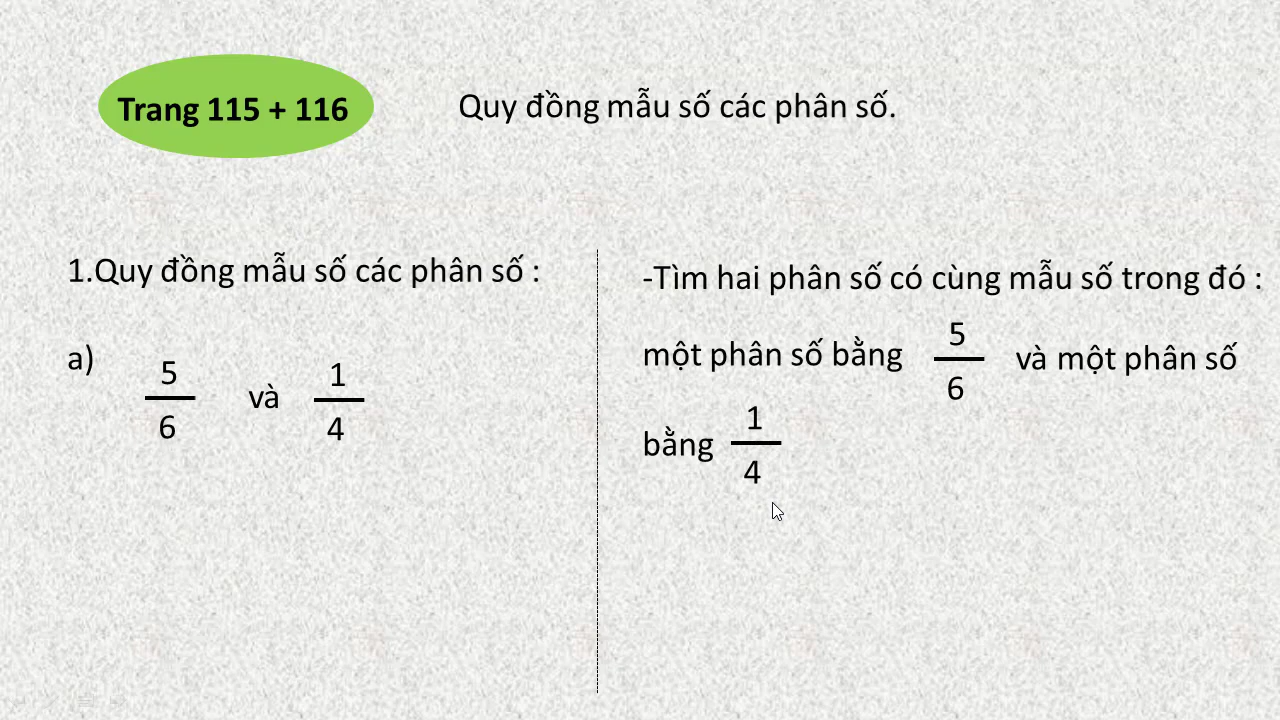 Trang 115 + 116
Quy đồng mẫu số các phân số.
1.Quy đồng mẫu số các phân số :
a) 5/6 và 1/4
-Tìm hai phân số có cùng mẫu số trong đó :
một phân số bằng 5/6 và một phân số
bằng 1/4